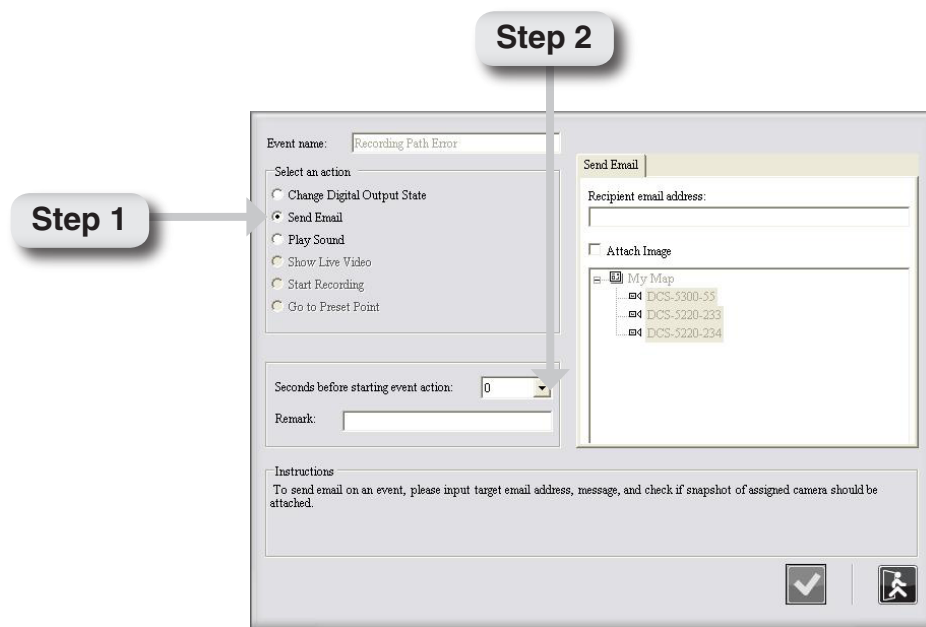 Step 2
Step 1
Event name: Recording Path Error
Select an action
Change Digital Output State
Send Email
Play Sound
Show Live Video
Start Recording
Go to Preset Point
Seconds before starting event action: 0
Remark:
Send Email
Recipient email address:
Attach Image
My Map
DCS-5300-55
DCS-5220-233
DCS-5220-234
Instructions
To send email on an event, please input target email address, message, and check if snapshot of assigned camera should be
attached.